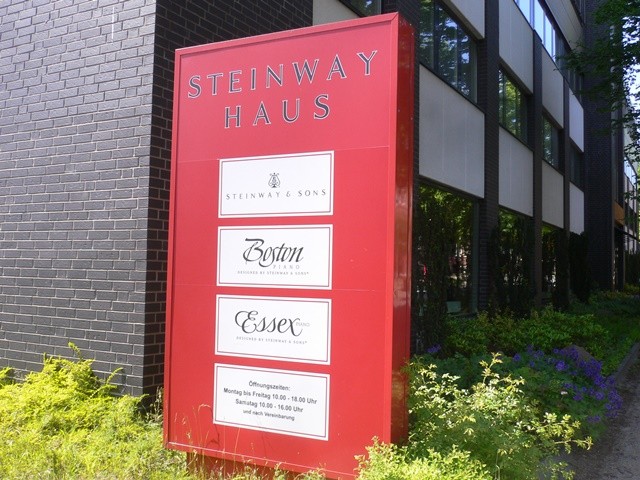 STEINWAY
HAUS
STEINWAY & SONS
Boston
PIANO
DESIGNED BY STEINWAY & SONS®
Essex PIANO
DESIGNED BY STEINWAY & SONS®
Öffnungszeiten:
Montag bis Freitag 10.00 - 18.00 Uhr
Samstag 10.00 - 16.00 Uhr
und nach Vereinbarung